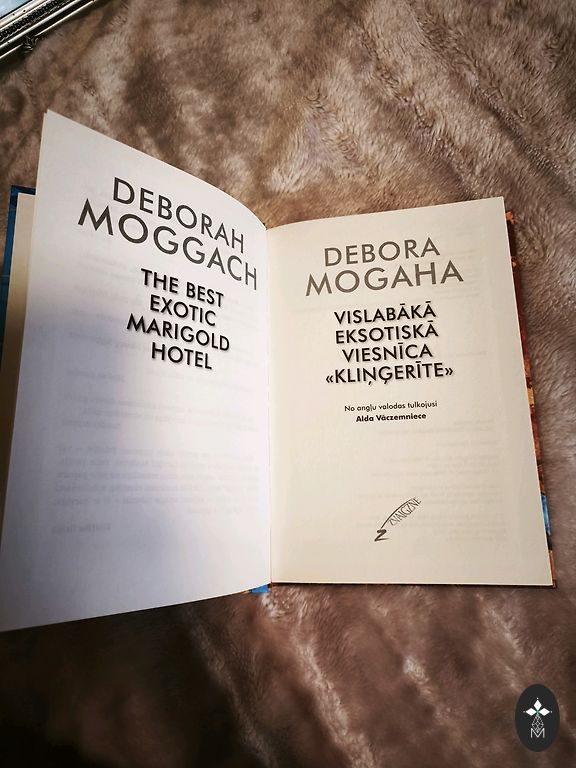 DEBORAH
MOGGACH
THE BEST
EXOTIC
MARIGOLD
HOTEL
DEBORA
MOGAHA
VISLABĀKĀ
EKSOTISKĀ
VIESNĪCA
«KLIŅĢERĪTE»
No angļu valodas tulkojusi
Alda Vāczemniece
ZVAIGZNE
M